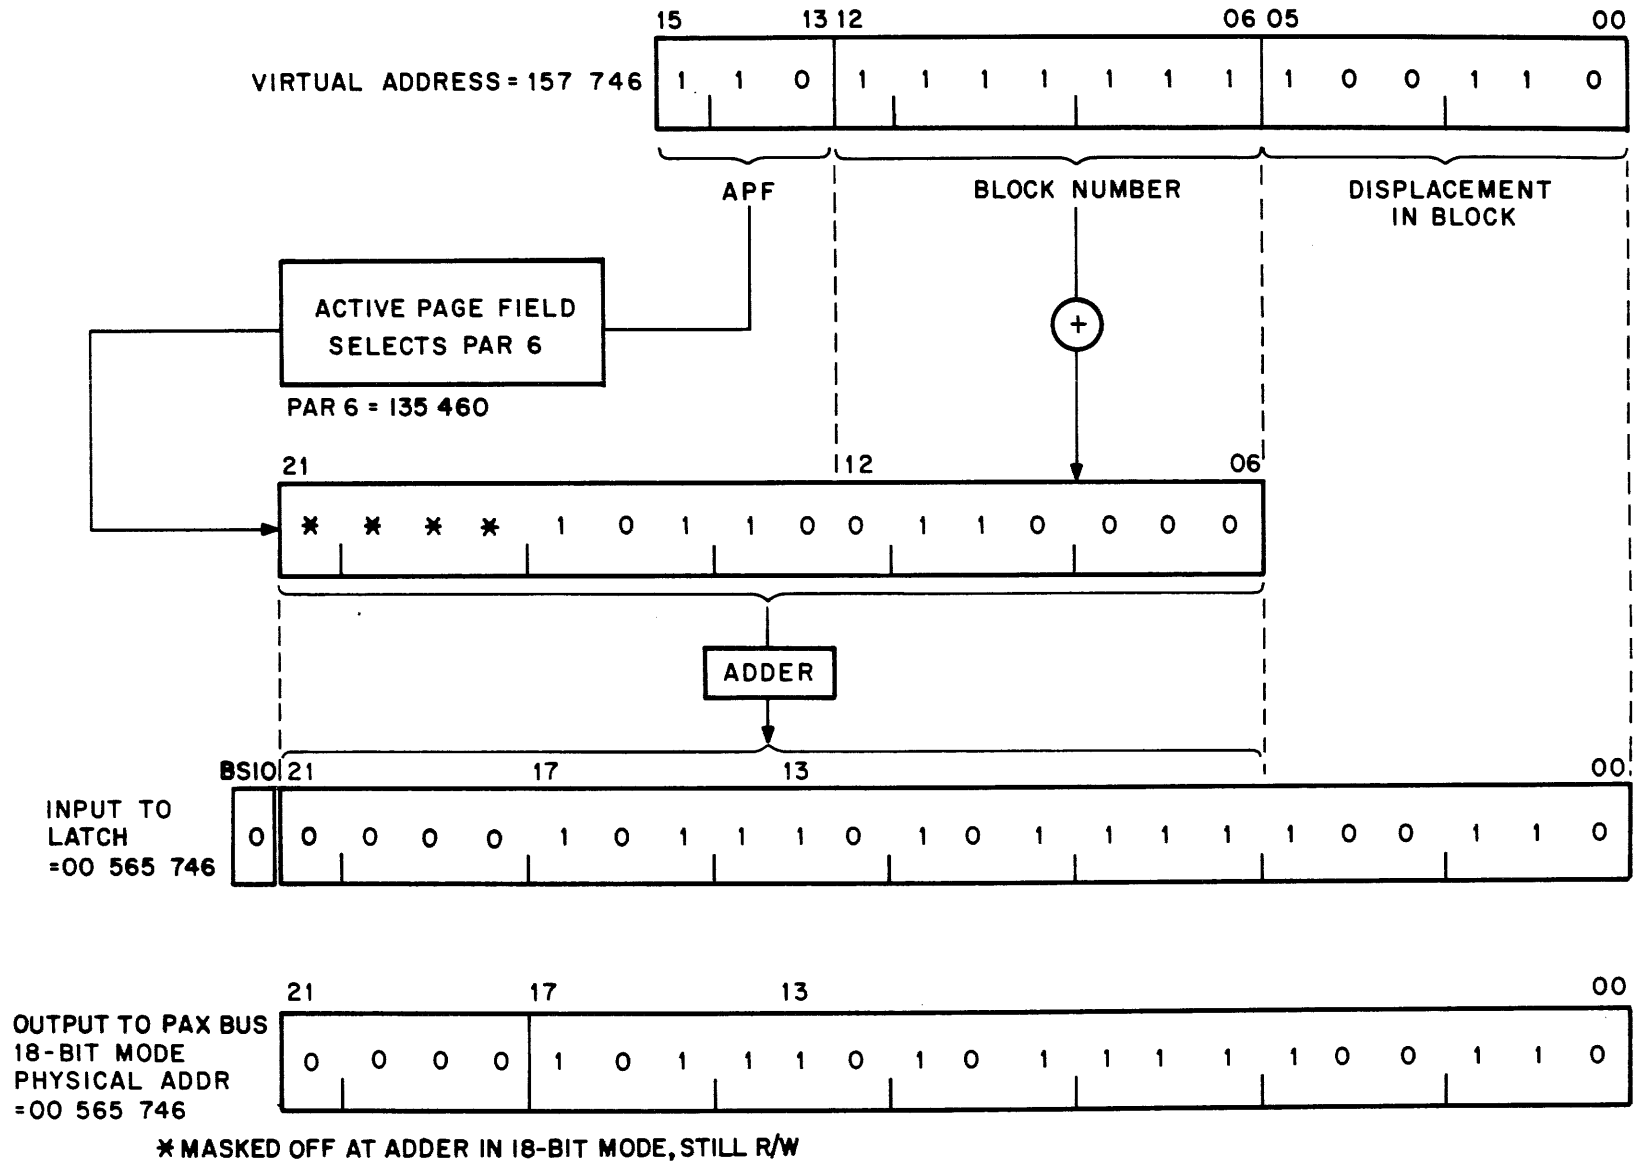 15 13 12 06 05 00
VIRTUAL ADDRESS = 157 746 1 1 0 1 1 1 1 1 1 1 1 0 0 1 1 0
APF BLOCK NUMBER DISPLACEMENT
IN BLOCK
ACTIVE PAGE FIELD
SELECTS PAR 6
+
PAR 6 = 135 460
21 12 06
* * * * 1 0 1 1 0 0 1 1 0 0 0 0
ADDER
BSIO 21 17 13 00
INPUT TO
LATCH
=00 565 746
0 0 0 0 0 1 0 1 1 1 0 1 0 1 1 1 1 1 0 0 1 1 0
21 17 13 00
OUTPUT TO PAX BUS
18-BIT MODE
PHYSICAL ADDR
=00 565 746
0 0 0 0 1 0 1 1 1 0 1 0 1 1 1 1 1 0 0 1 1 0
* MASKED OFF AT ADDER IN 18-BIT MODE, STILL R/W